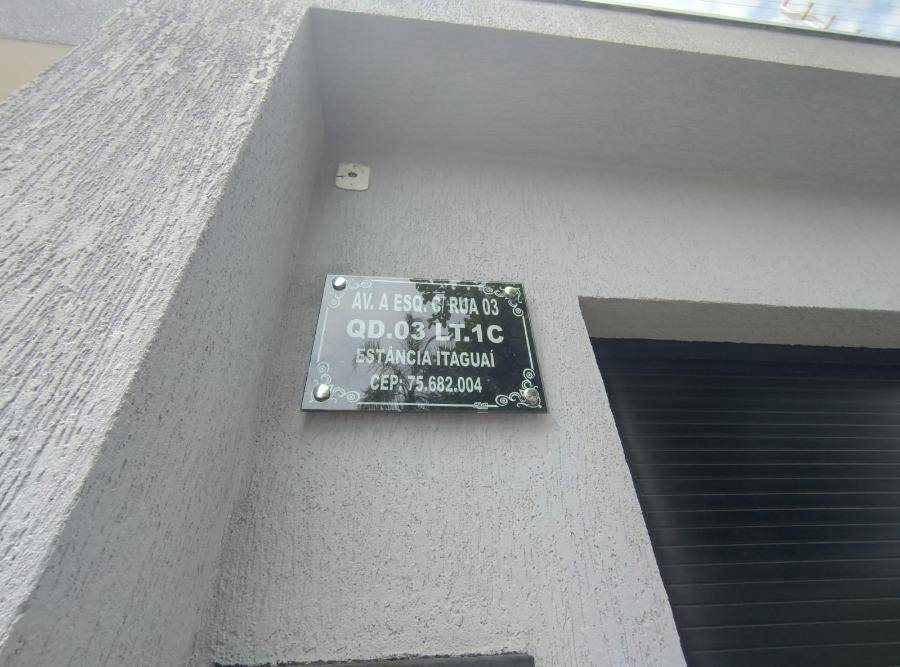 AV. A ESQ. C/ RUA 03
QD.03 LT.1C
ESTÂNCIA ITAGUAÍ
CEP: 75.682.004